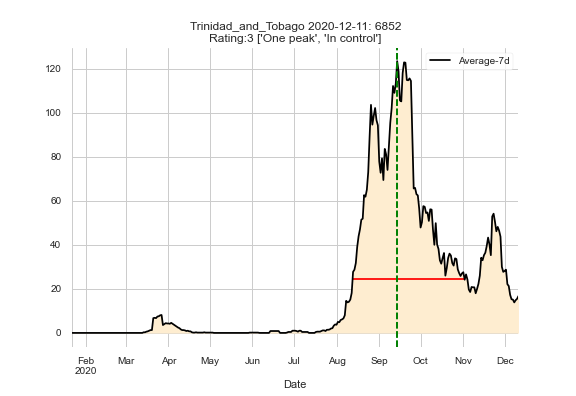 Trinidad_and_Tobago 2020-12-11: 6852
Rating:3 ['One peak', 'In control']
Average-7d
120
100
80
60
40
20
0
Feb Mar Apr May Jun Jul Aug Sep Oct Nov Dec
2020
Date